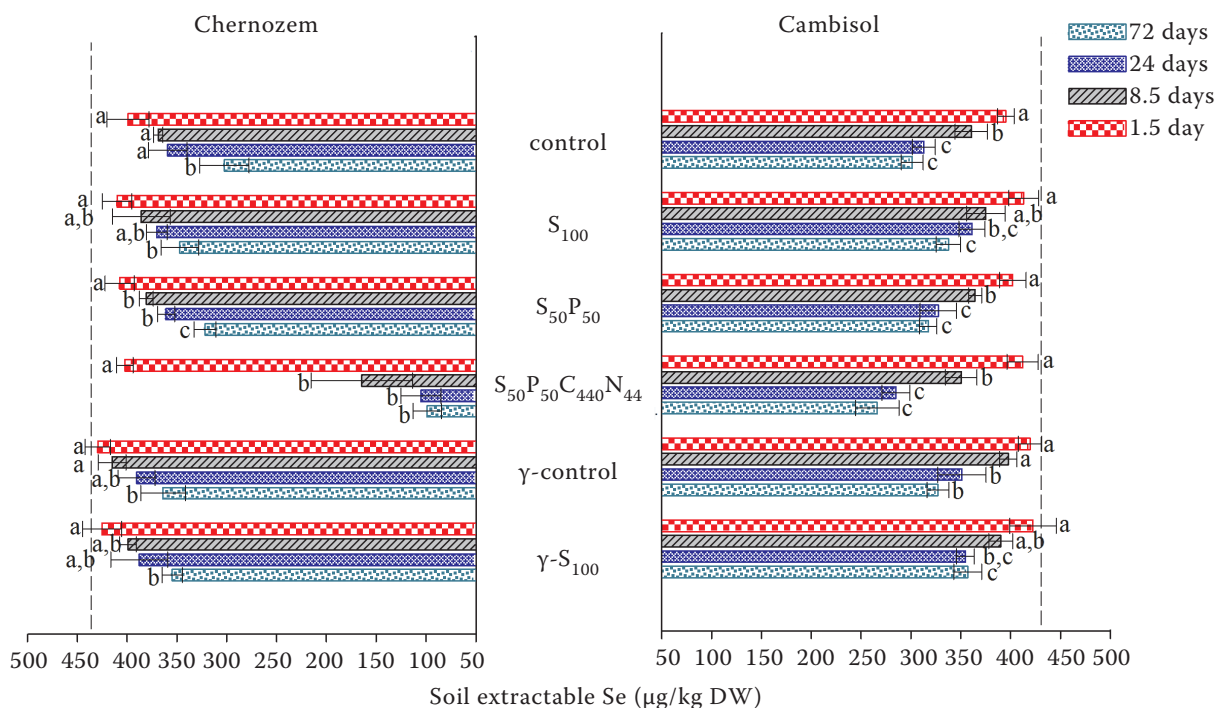 Chernozem
Cambisol
72 days
24 days
8.5 days
1.5 day
a
a
a
b
control
a
b
c
c
a
a,b
a,b
b
S100
a
a,b
b,c
c
a
b
b
c
S50P50
a
b
c
c
a
b
b
b
S50P50C440N44
a
b
c
c
a
a
a,b
b
γ-control
a
a
b
b
a
a,b
a,b
b
γ-S100
a
a,b
b,c
c
500 450 400 350 300 250 200 150 100 50
50 100 150 200 250 300 350 400 450 500
Soil extractable Se (µg/kg DW)